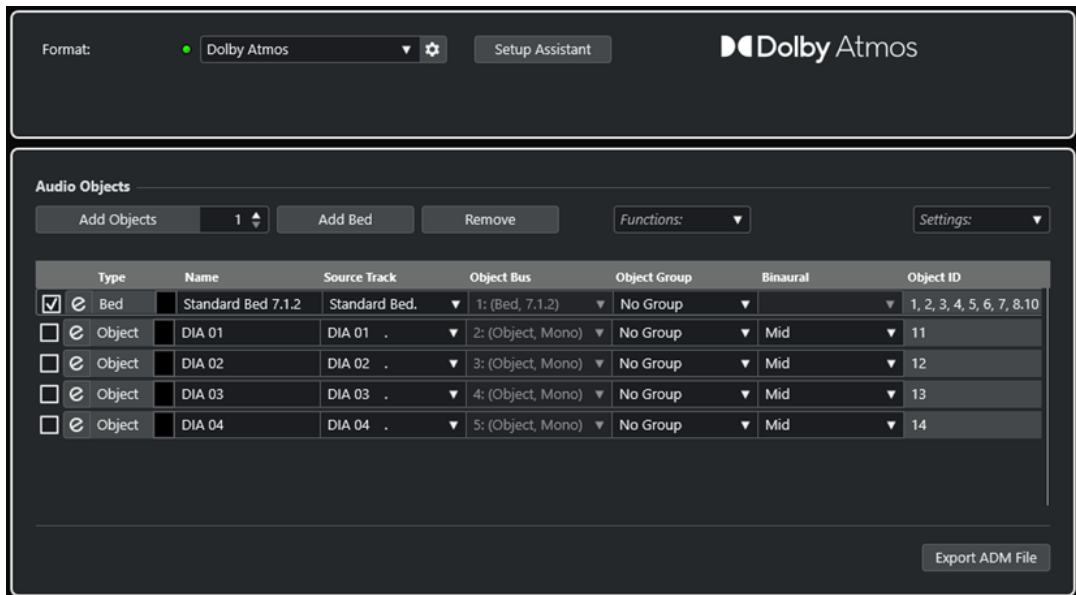 Format: Dolby Atmos Setup Assistant Dolby Atmos
Audio Objects
Add Objects 1 Add Bed Remove Functions: Settings:
Type Name Source Track Object Bus Object Group Binaural Object ID
e Bed Standard Bed 7.1.2 Standard Bed. 1: (Bed, 7.1.2) No Group 1, 2, 3, 4, 5, 6, 7, 8.10
e Object DIA 01 DIA 01 . 2: (Object, Mono) No Group Mid 11
e Object DIA 02 DIA 02 . 3: (Object, Mono) No Group Mid 12
e Object DIA 03 DIA 03 . 4: (Object, Mono) No Group Mid 13
e Object DIA 04 DIA 04 . 5: (Object, Mono) No Group Mid 14
Export ADM File